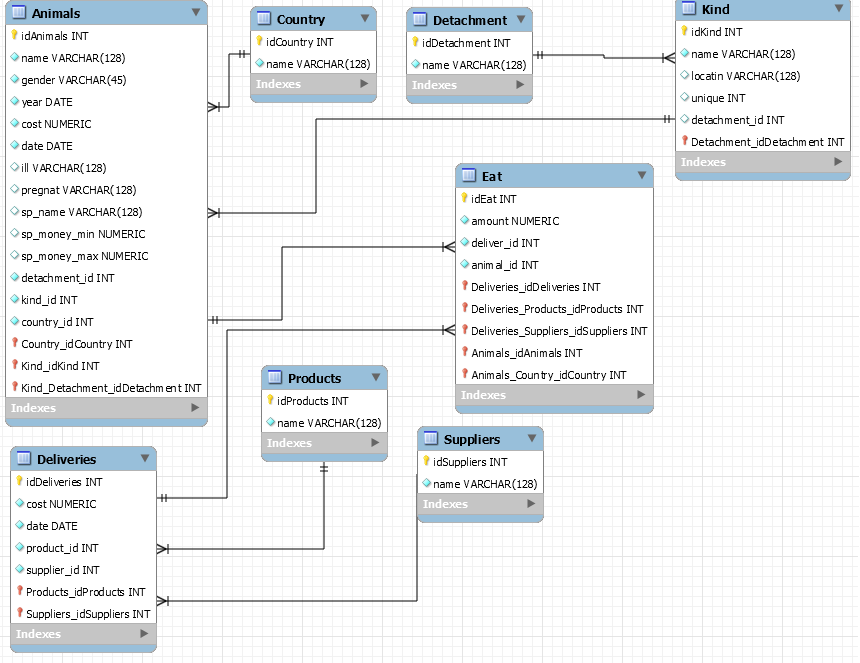 Animals
idAnimals INT
name VARCHAR(128)
gender VARCHAR(45)
year DATE
cost NUMERIC
date DATE
ill VARCHAR(128)
pregnat VARCHAR(128)
sp_name VARCHAR(128)
sp_money_min NUMERIC
sp_money_max NUMERIC
detachment_id INT
kind_id INT
country_id INT
Country_idCountry INT
Kind_idKind INT
Kind_Detachment_idDetachment INT
Indexes
Country
idCountry INT
name VARCHAR(128)
Indexes
Detachment
idDetachment INT
name VARCHAR(128)
Indexes
Kind
idKind INT
name VARCHAR(128)
locatin VARCHAR(128)
unique INT
detachment_id INT
Detachment_idDetachment INT
Indexes
Eat
idEat INT
amount NUMERIC
deliver_id INT
animal_id INT
Deliveries_idDeliveries INT
Deliveries_Products_idProducts INT
Deliveries_Suppliers_idSuppliers INT
Animals_idAnimals INT
Animals_Country_idCountry INT
Indexes
Products
idProducts INT
name VARCHAR(128)
Indexes
Suppliers
idSuppliers INT
name VARCHAR(128)
Indexes
Deliveries
idDeliveries INT
cost NUMERIC
date DATE
product_id INT
supplier_id INT
Products_idProducts INT
Suppliers_idSuppliers INT
Indexes